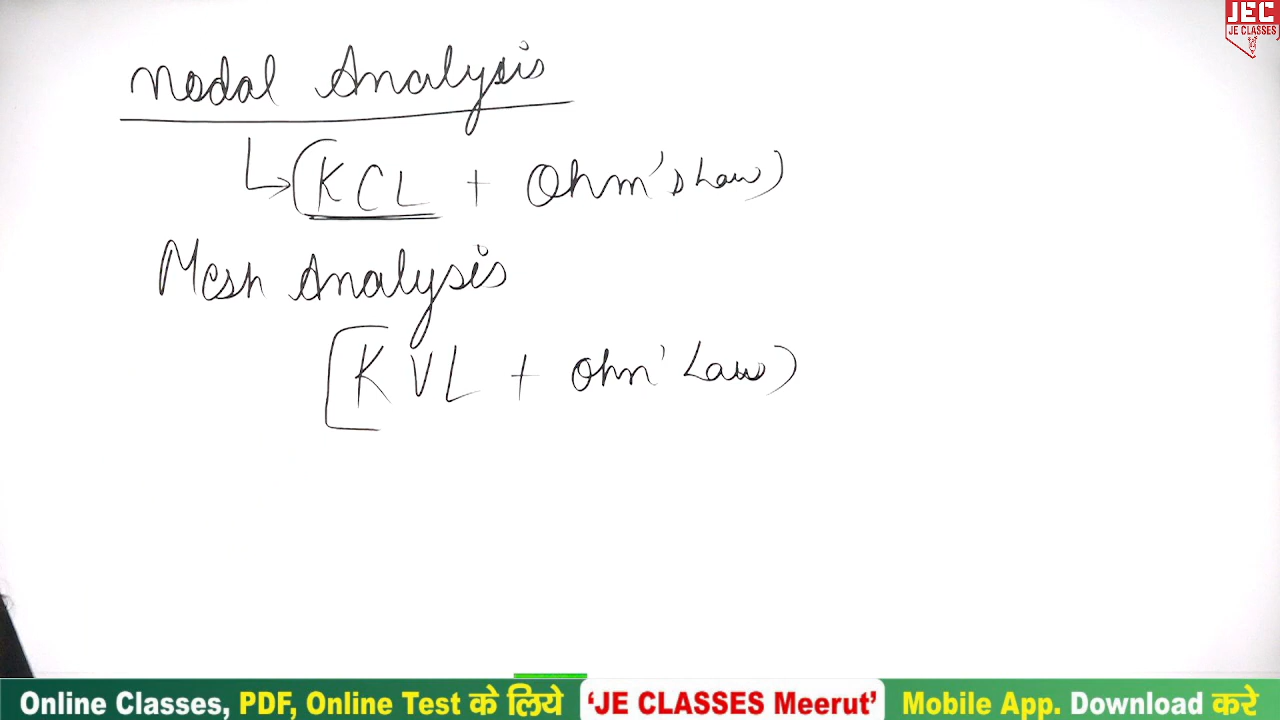 JEC
JE CLASSES
Nodal Analysis
(KCL + Ohm's Law)
Mesh Analysis
[KVL + Ohm' Law)
Online Classes, PDF, Online Test के लिये 'JE CLASSES Meerut' Mobile App. Download करे